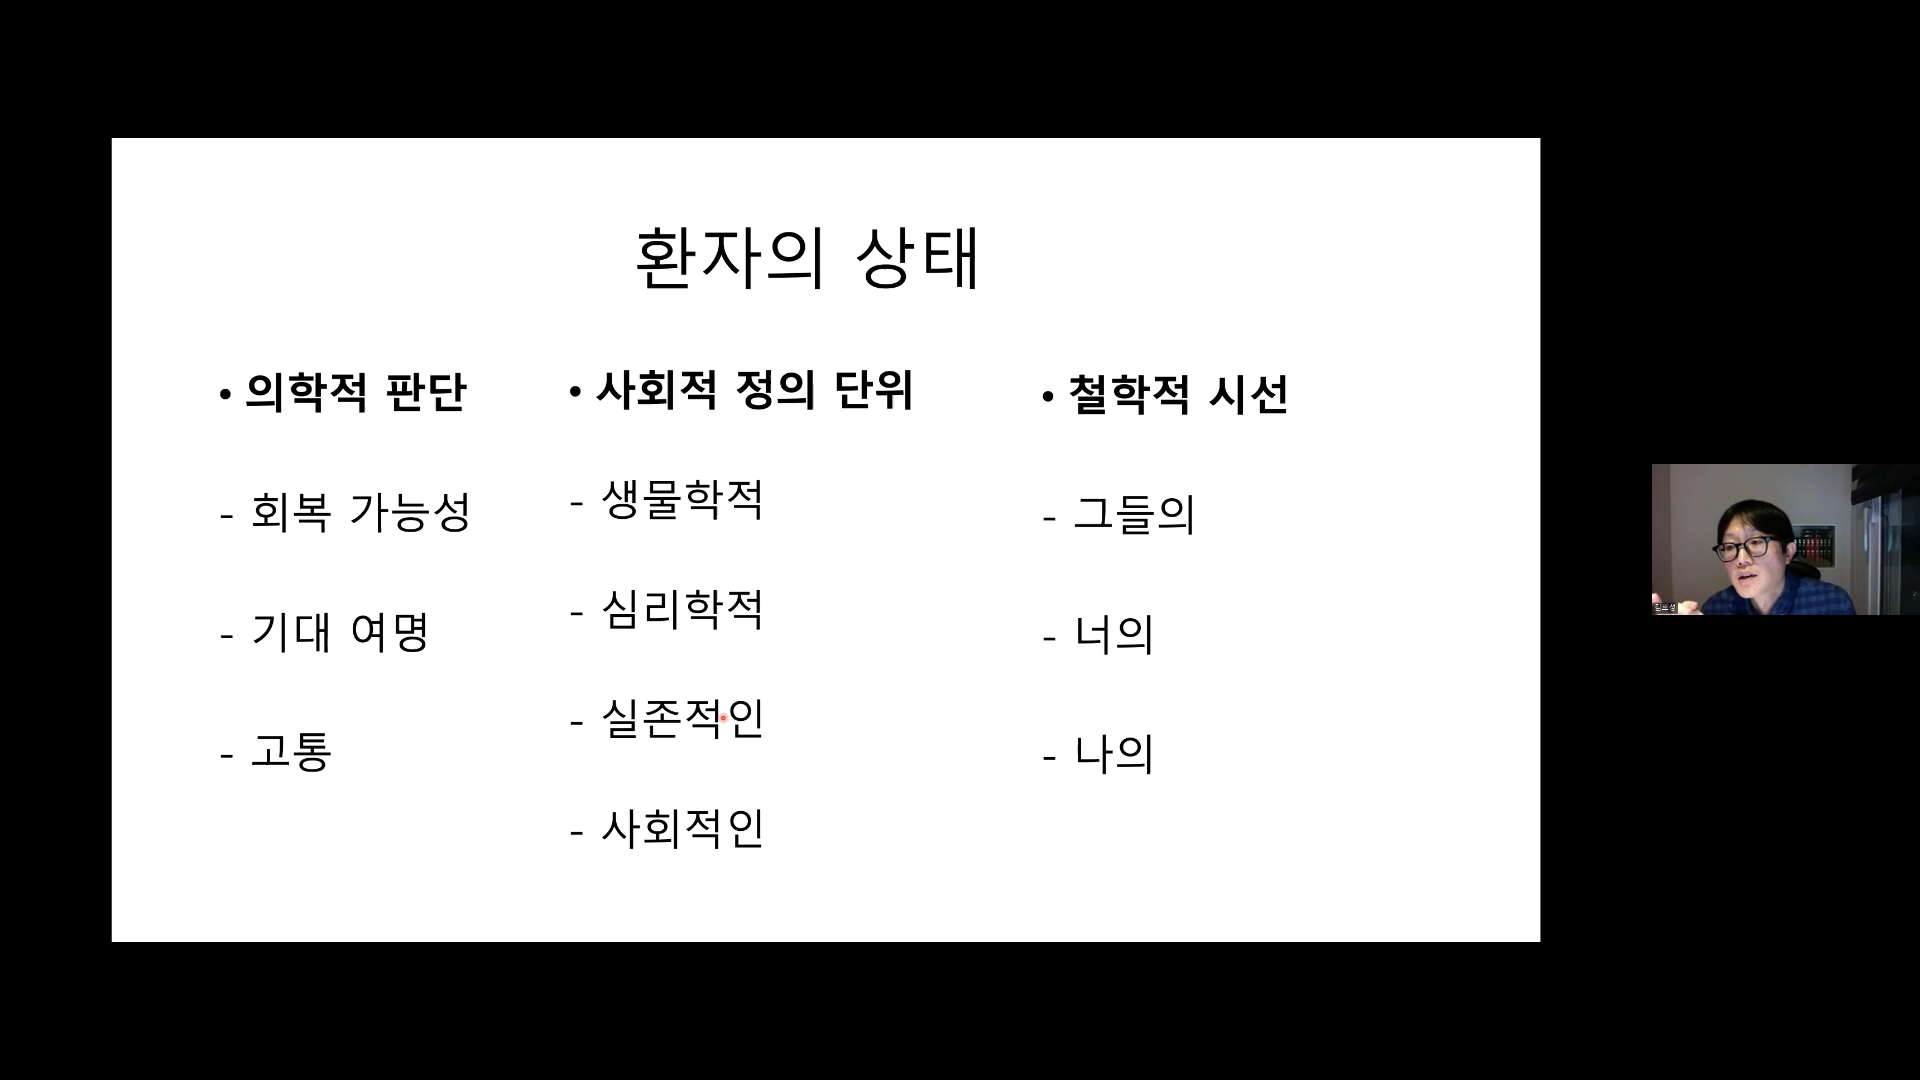 환자의 상태
• 의학적 판단
- 회복 가능성
- 기대 여명
- 고통
• 사회적 정의 단위
- 생물학적
- 심리학적
- 실존적인
- 사회적인
• 철학적 시선
- 그들의
- 너의
- 나의